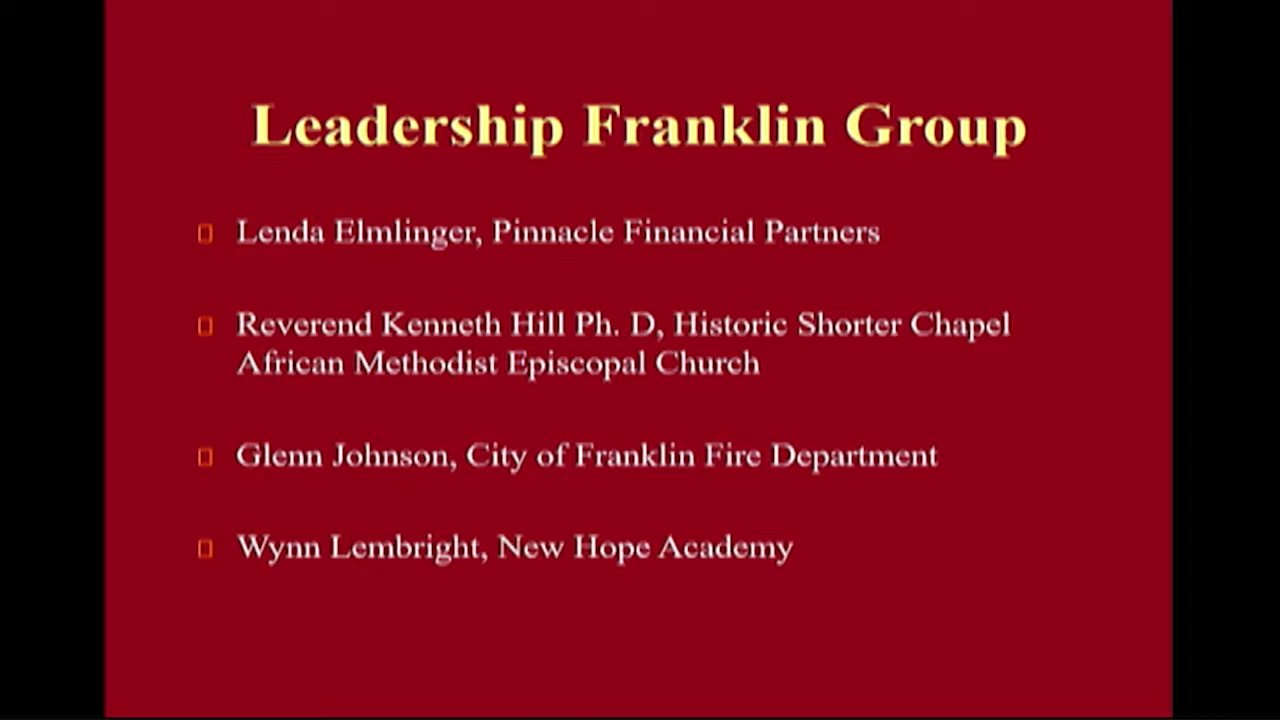 Leadership Franklin Group
Lenda Elmlinger, Pinnacle Financial Partners
Reverend Kenneth Hill Ph. D, Historic Shorter Chapel
African Methodist Episcopal Church
Glenn Johnson, City of Franklin Fire Department
Wynn Lembright, New Hope Academy